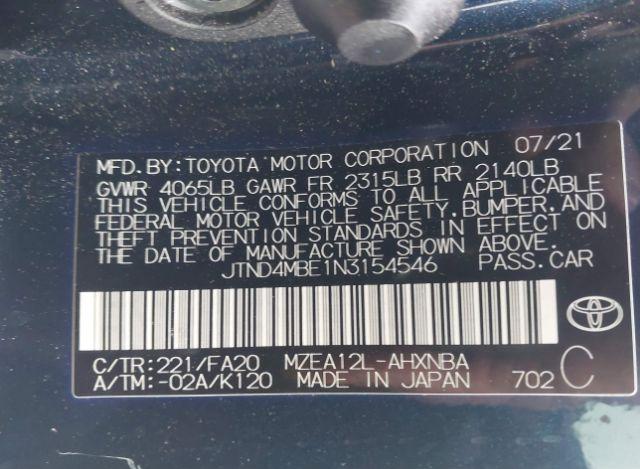 MFD. BY: TOYOTA MOTOR CORPORATION 07/21
GVWR 4065LB GAWR FR 2315LB RR 2140LB
THIS VEHICLE CONFORMS TO ALL APPLICABLE
FEDERAL MOTOR VEHICLE SAFETY, BUMPER, AND
THEFT PREVENTION STANDARDS IN EFFECT ON
THE DATE OF MANUFACTURE SHOWN ABOVE.
JTND4MBE1N3154546 PASS. CAR
C/TR: 221/FA20 MZEA12L-AHXNBA
A/TM: -02A/K120 MADE IN JAPAN 702 C